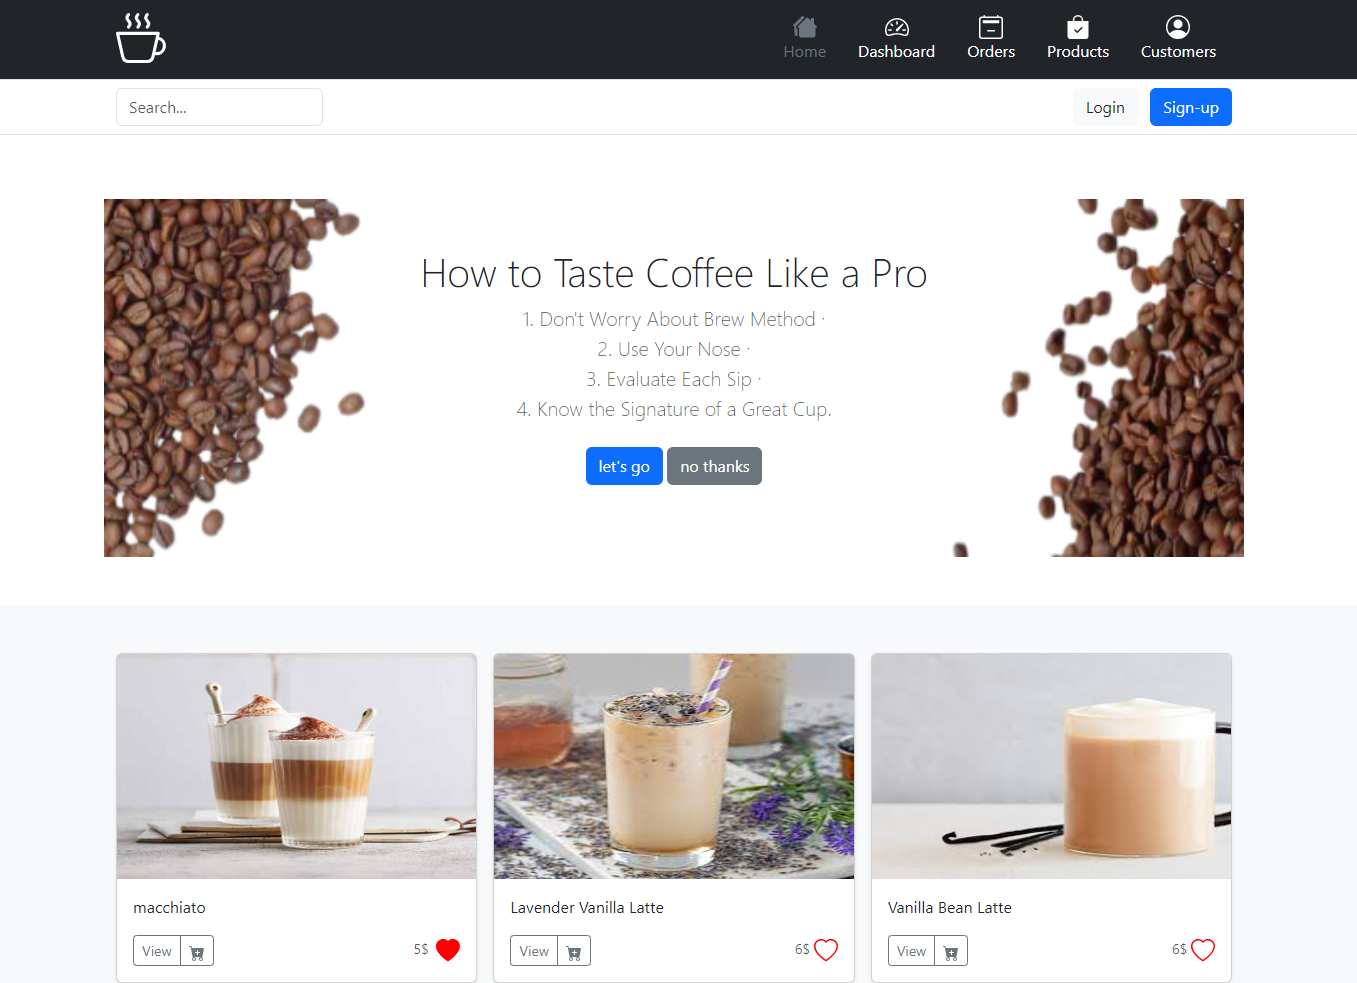 Home Dashboard Orders Products Customers
Search... Login Sign-up
How to Taste Coffee Like a Pro
1. Don't Worry About Brew Method ·
2. Use Your Nose ·
3. Evaluate Each Sip ·
4. Know the Signature of a Great Cup.
let's go no thanks
macchiato
View 5$
Lavender Vanilla Latte
View 6$
Vanilla Bean Latte
View 6$